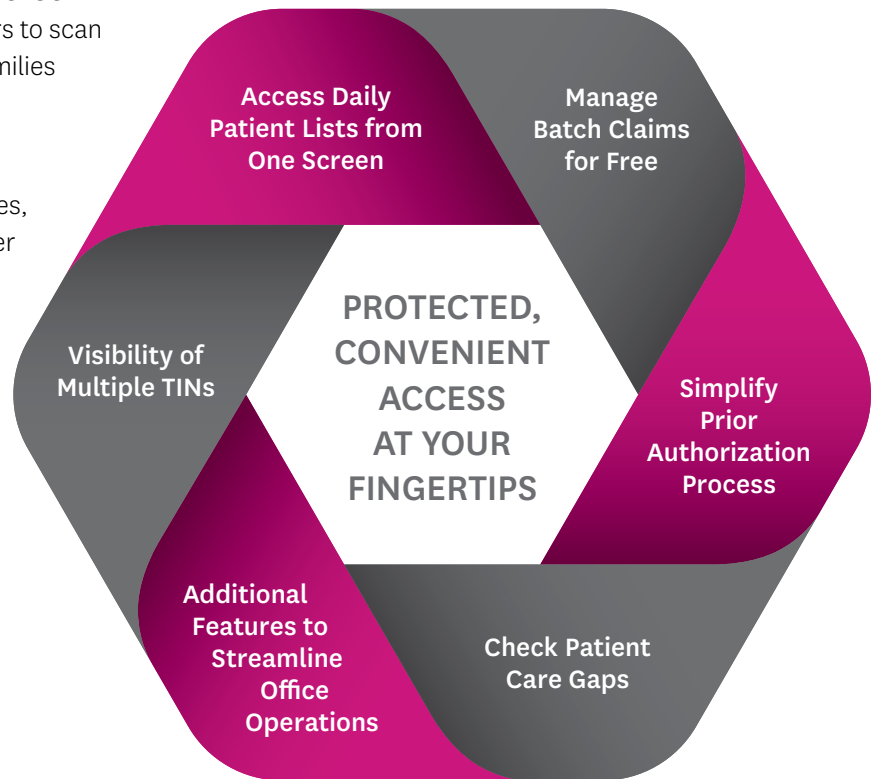 rs to scan
milies
es,
er
Access Daily
Patient Lists from
One Screen
Manage
Batch Claims
for Free
Simplify
Prior
Authorization
Process
Check Patient
Care Gaps
Additional
Features to
Streamline
Office
Operations
Visibility of
Multiple TINs
PROTECTED,
CONVENIENT
ACCESS
AT YOUR
FINGERTIPS